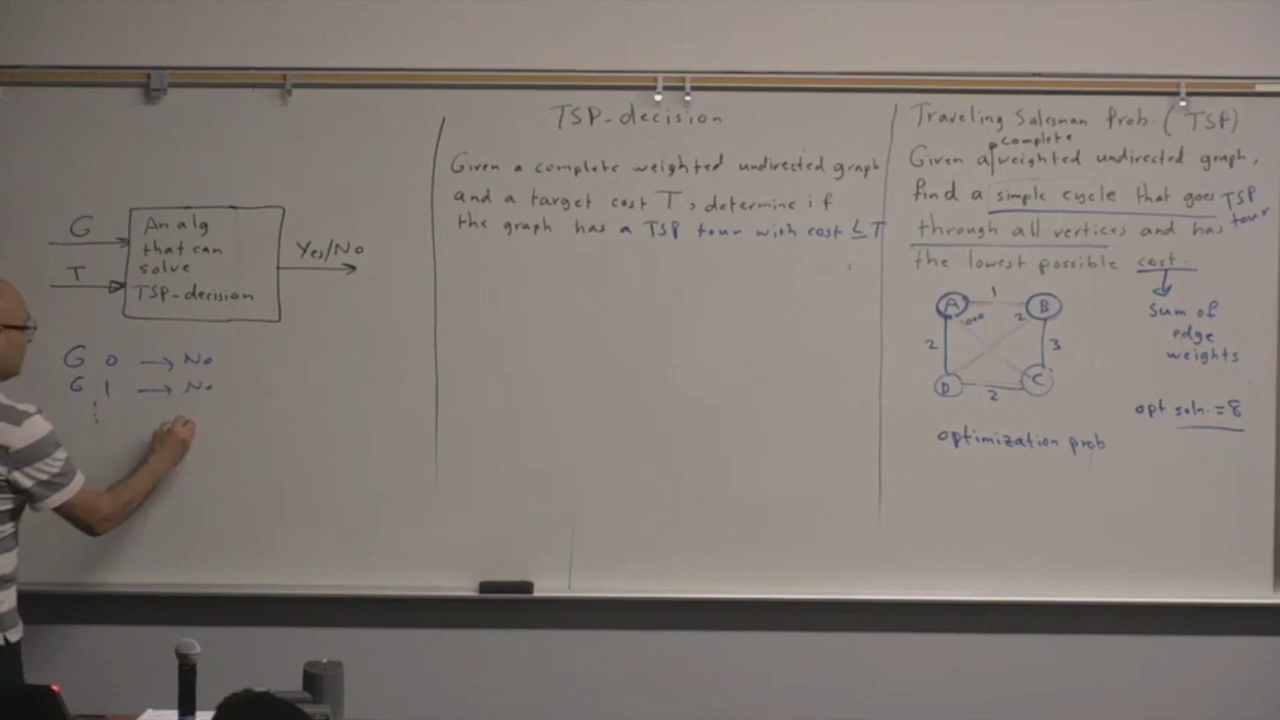 G
T
An alg
that can
solve
TSP-decision
Yes/No
G 0 → No
G 1 → No
⋮
TSP-decision
Given a complete weighted undirected graph
and a target cost T, determine if
the graph has a TSP tour with cost ≤ T
Traveling Salesman Prob. (TSP)
complete
Given a weighted undirected graph,
find a simple cycle that goes TSP
tour
through all vertices and has
the lowest possible cost.
Sum of
edge
weights
A 1 B
1000 2
2 3
D 2 C
opt soln. = 8
optimization prob